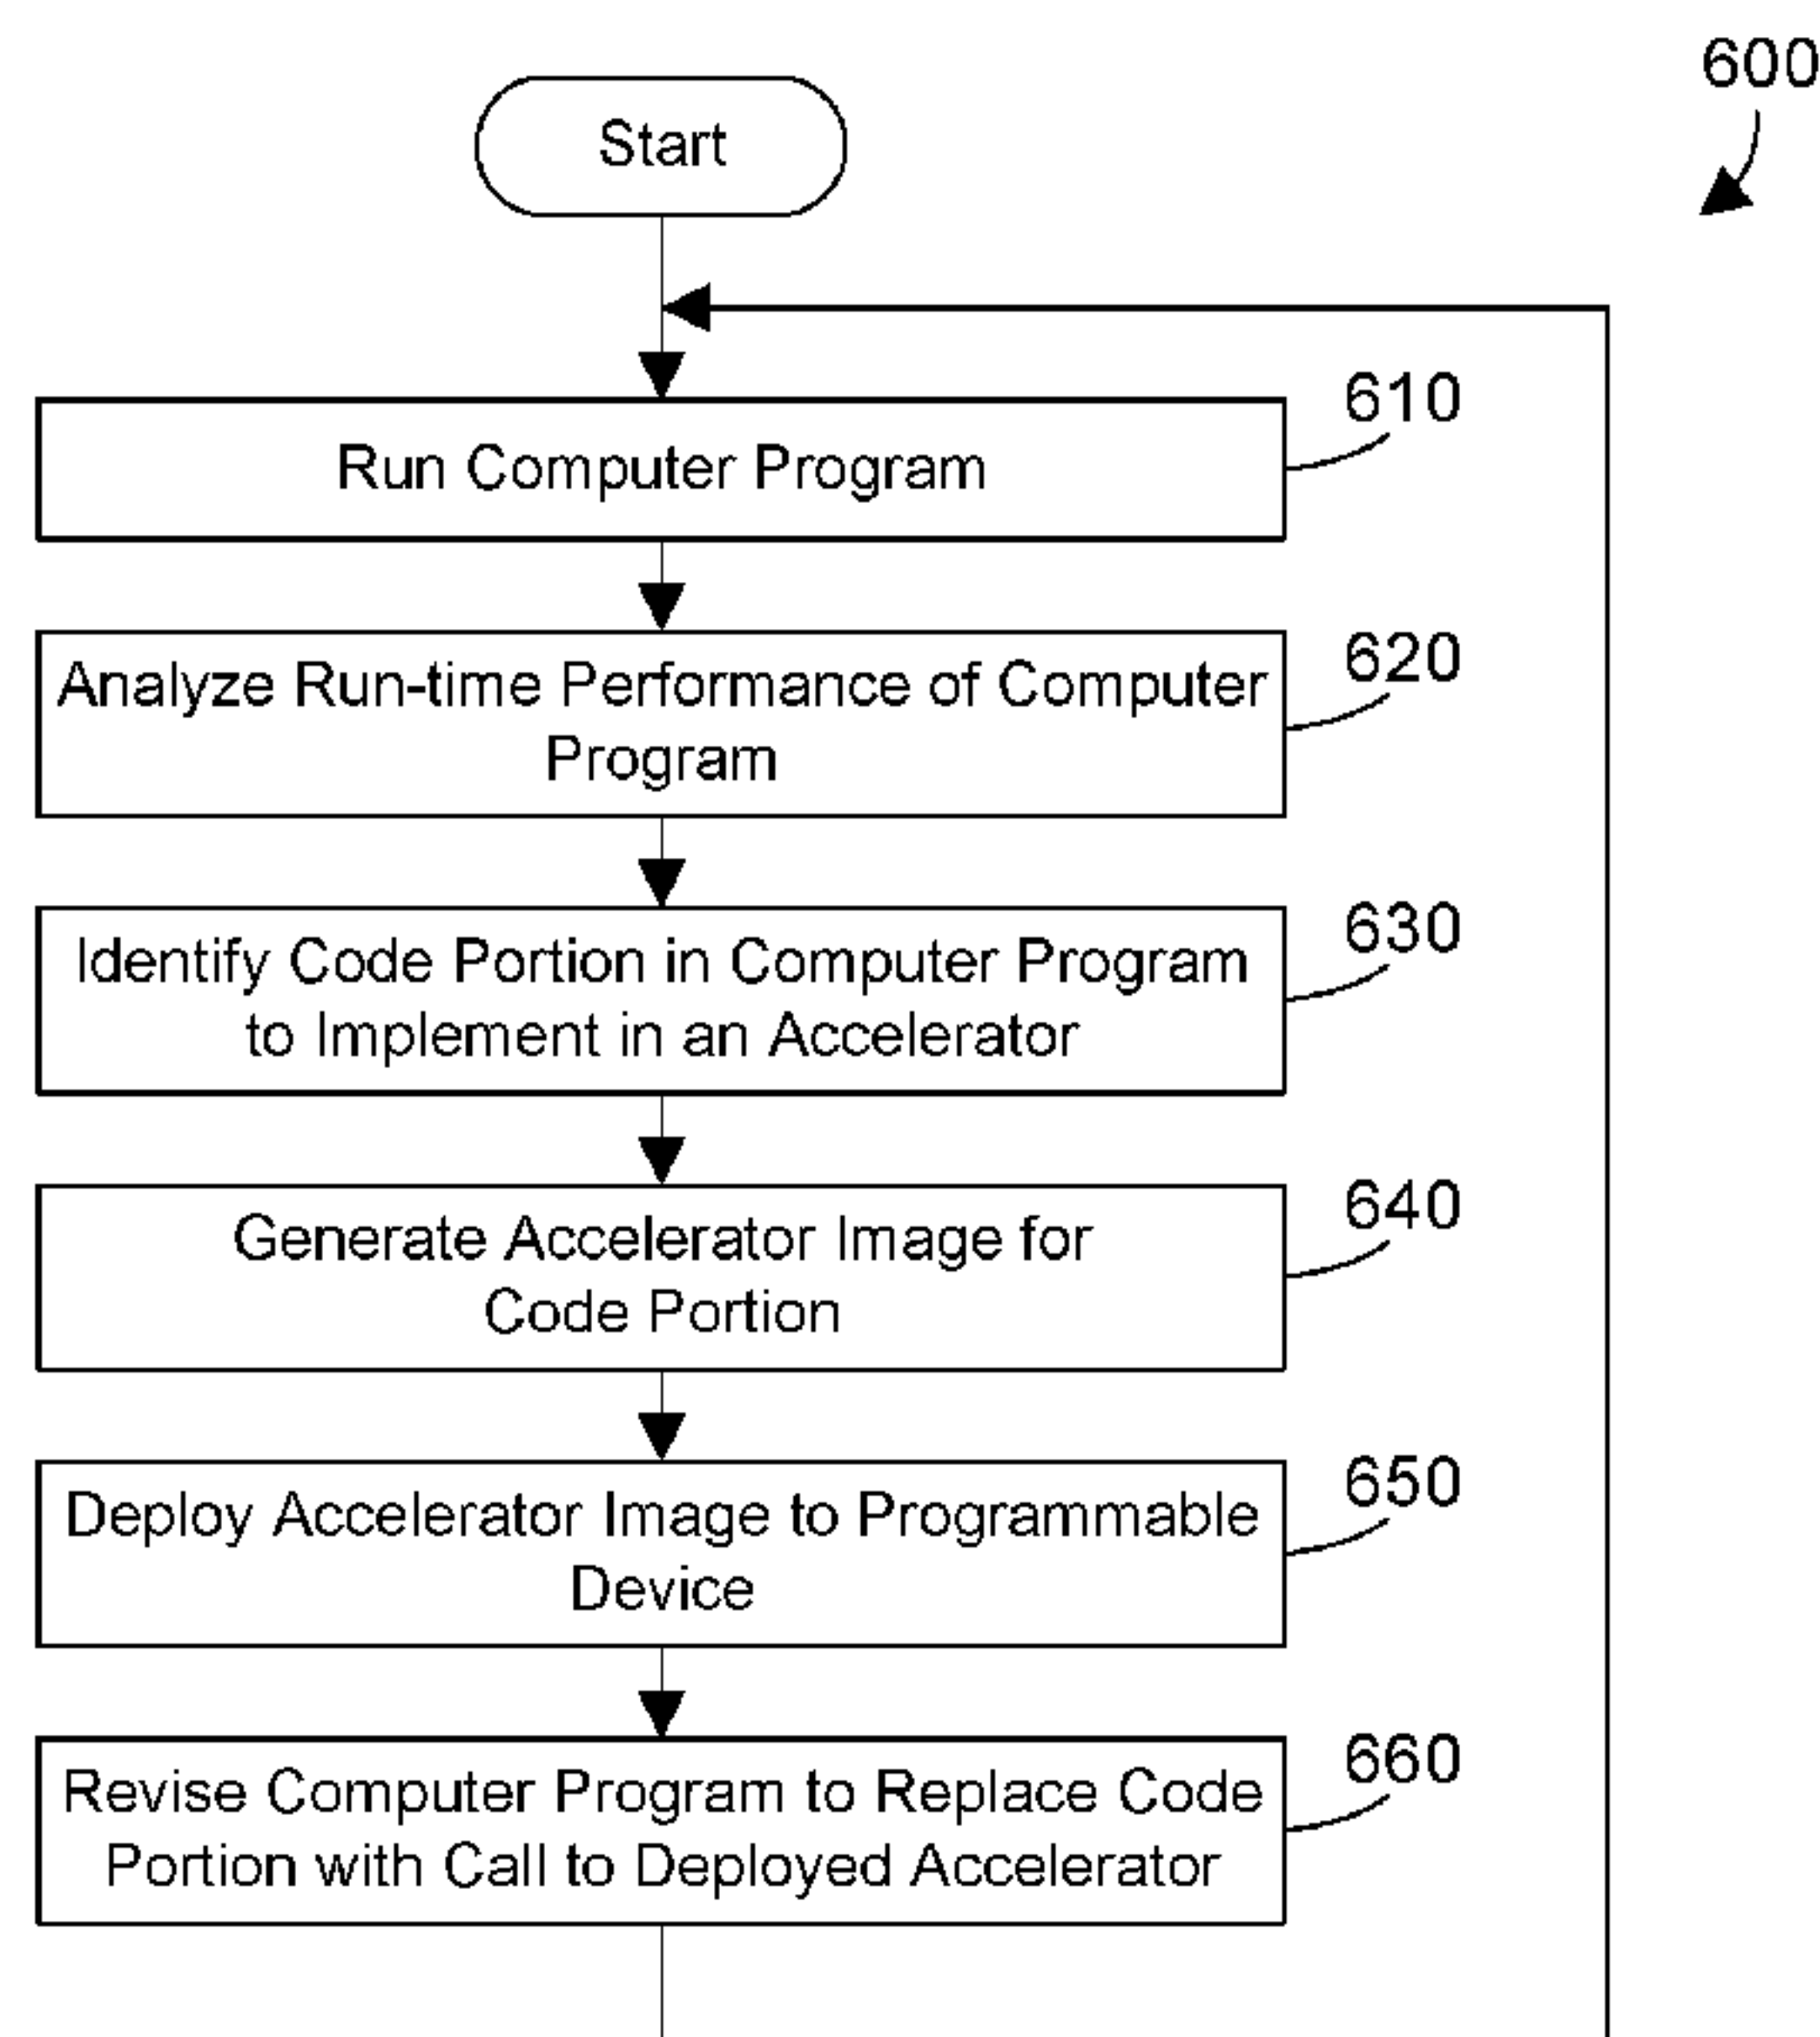 600
Start
610
Run Computer Program
620
Analyze Run-time Performance of Computer
Program
630
Identify Code Portion in Computer Program
to Implement in an Accelerator
640
Generate Accelerator Image for
Code Portion
650
Deploy Accelerator Image to Programmable
Device
660
Revise Computer Program to Replace Code
Portion with Call to Deployed Accelerator